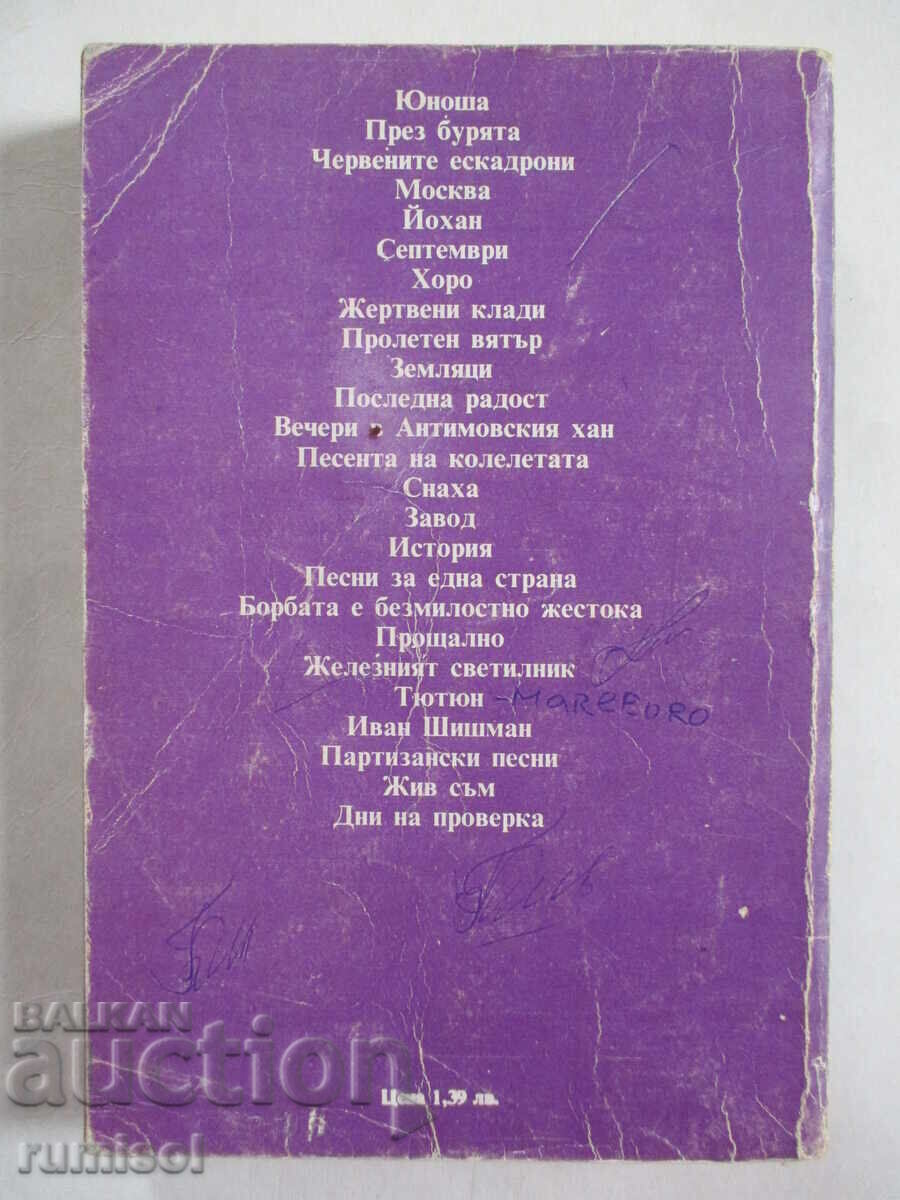 Юноша
През бурята
Червените ескадрони
Москва
Йохан
Септември
Хоро
Жертвени клади
Пролетен вятър
Земляци
Последна радост
Вечери в Антимовския хан
Песента на колелетата
Снаха
Завод
История
Песни за една страна
Борбата е безмилостно жестока
Прощално
Железният светилник
Тютюн -
Иван Шишман
Партизански песни
Жив съм
Дни на проверка
Цена 1,39 лв.
BALKAN
auction
rumisol